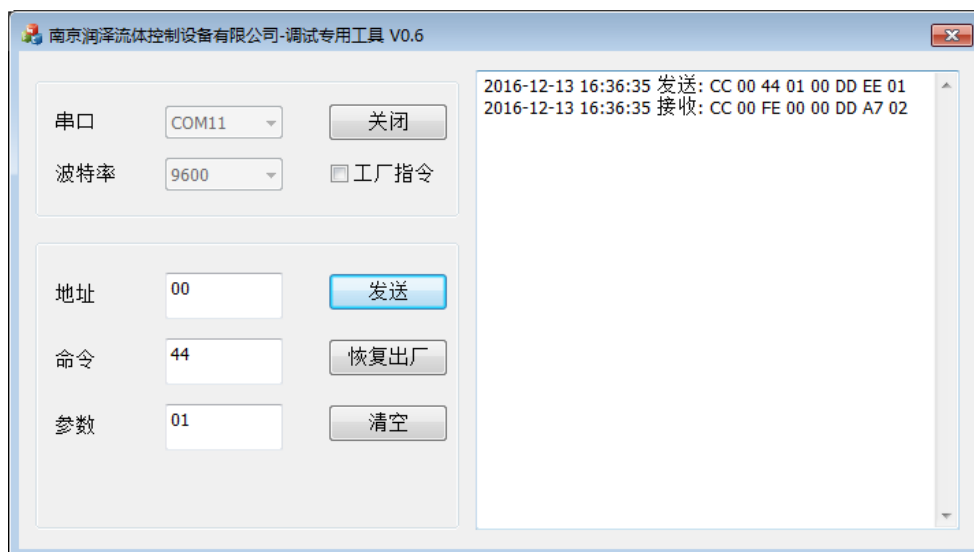 南京润泽流体控制设备有限公司-调试专用工具 V0.6
串口 COM11 关闭
波特率 9600 工厂指令
地址 00 发送
命令 44 恢复出厂
参数 01 清空
2016-12-13 16:36:35 发送: CC 00 44 01 00 DD EE 01
2016-12-13 16:36:35 接收: CC 00 FE 00 00 DD A7 02